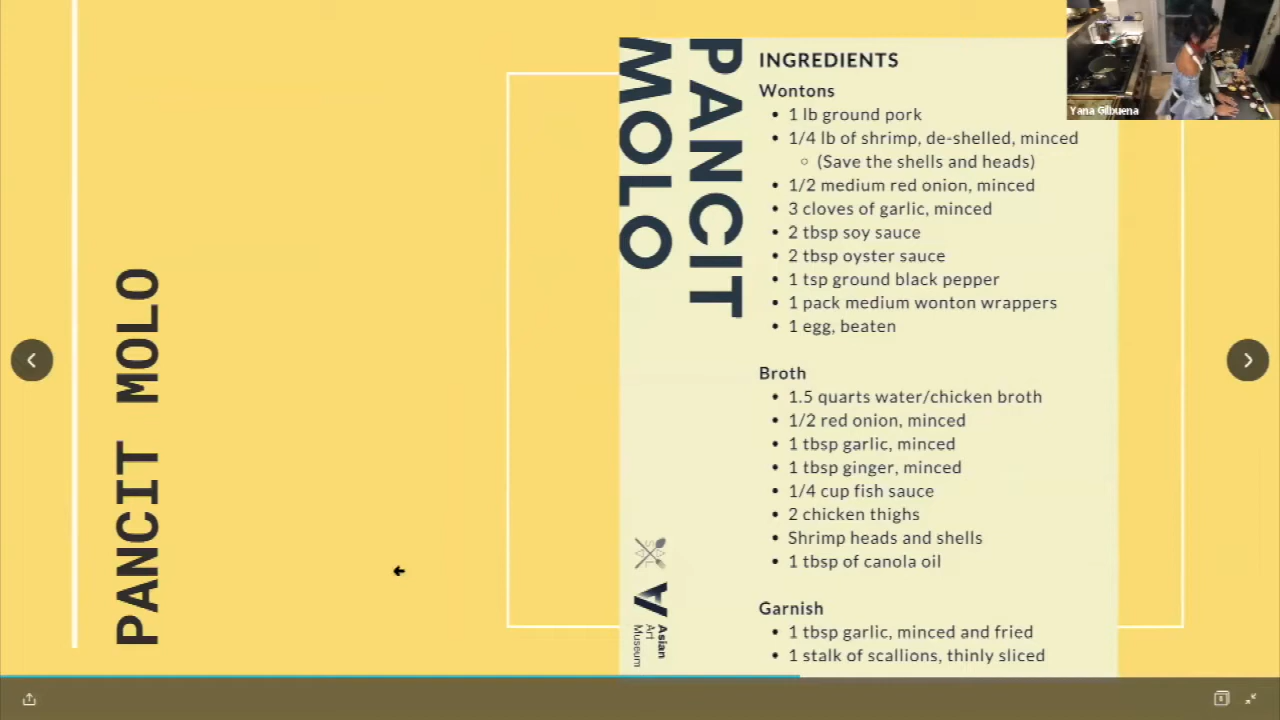 PANCIT MOLO
PANCIT
MOLO
INGREDIENTS
Wontons
• 1 lb ground pork
• 1/4 lb of shrimp, de-shelled, minced
○ (Save the shells and heads)
• 1/2 medium red onion, minced
• 3 cloves of garlic, minced
• 2 tbsp soy sauce
• 2 tbsp oyster sauce
• 1 tsp ground black pepper
• 1 pack medium wonton wrappers
• 1 egg, beaten
Broth
• 1.5 quarts water/chicken broth
• 1/2 red onion, minced
• 1 tbsp garlic, minced
• 1 tbsp ginger, minced
• 1/4 cup fish sauce
• 2 chicken thighs
• Shrimp heads and shells
• 1 tbsp of canola oil
Garnish
• 1 tbsp garlic, minced and fried
• 1 stalk of scallions, thinly sliced
Asian
Art
Museum
Yana Gilbuena